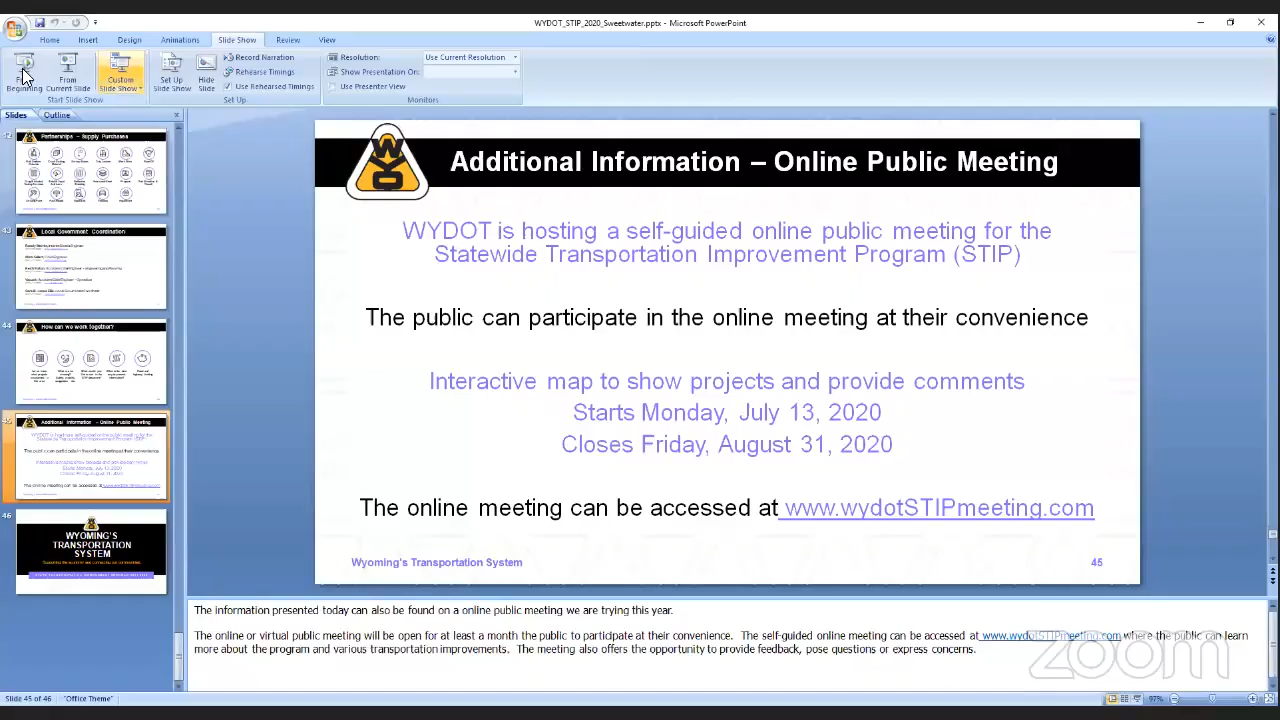 WYDOT_STIP_2020_Sweetwater.pptx - Microsoft PowerPoint
Home Insert Design Animations Slide Show Review View
From Beginning
From Current Slide
Custom Slide Show
Start Slide Show
Set Up Slide Show
Hide Slide
Record Narration
Rehearse Timings
Use Rehearsed Timings
Set Up
Resolution: Use Current Resolution
Show Presentation On:
Use Presenter View
Monitors
Slides Outline
42
Partnerships – Supply Purchases
43
Local Government Coordination
44
How can we work together?
45
Additional Information – Online Public Meeting
46
WYOMING'S
TRANSPORTATION
SYSTEM
WYDO
Additional Information – Online Public Meeting
WYDOT is hosting a self-guided online public meeting for the
Statewide Transportation Improvement Program (STIP)
The public can participate in the online meeting at their convenience
Interactive map to show projects and provide comments
Starts Monday, July 13, 2020
Closes Friday, August 31, 2020
The online meeting can be accessed at www.wydotSTIPmeeting.com
Wyoming's Transportation System 45
The information presented today can also be found on a online public meeting we are trying this year.
The online or virtual public meeting will be open for at least a month the public to participate at their convenience. The self-guided online meeting can be accessed at www.wydotSTIPmeeting.com where the public can learn
more about the program and various transportation improvements. The meeting also offers the opportunity to provide feedback, pose questions or express concerns.
zoom
Slide 45 of 46 "Office Theme" 97%